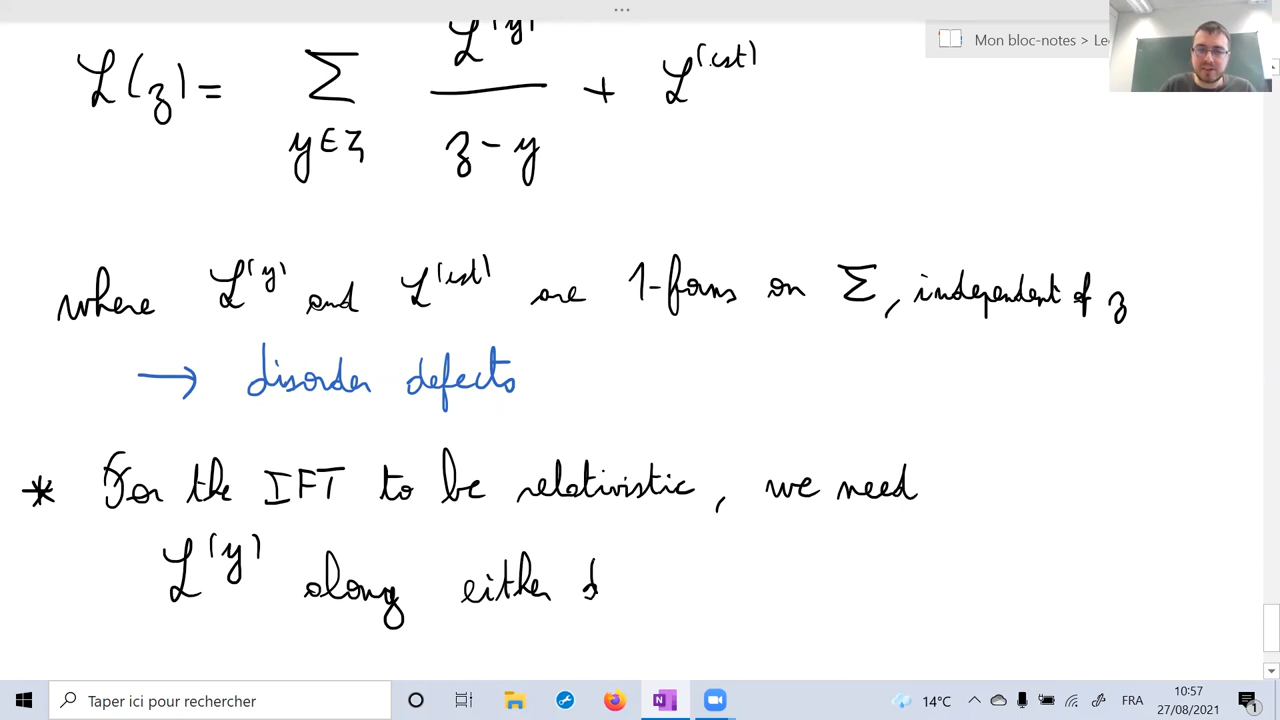 Mon bloc-notes > Le
ℒ(z) = Σ_{y∈ℤ} ℒ^(y) / (z − y) + ℒ^(cst)
where ℒ^(y) and ℒ^(cst) are 1-forms on Σ, independent of z
→ disorder defects
* For the IFT to be relativistic, we need
ℒ^(y) along either d
Taper ici pour rechercher
14°C
FRA
10:57
27/08/2021
1